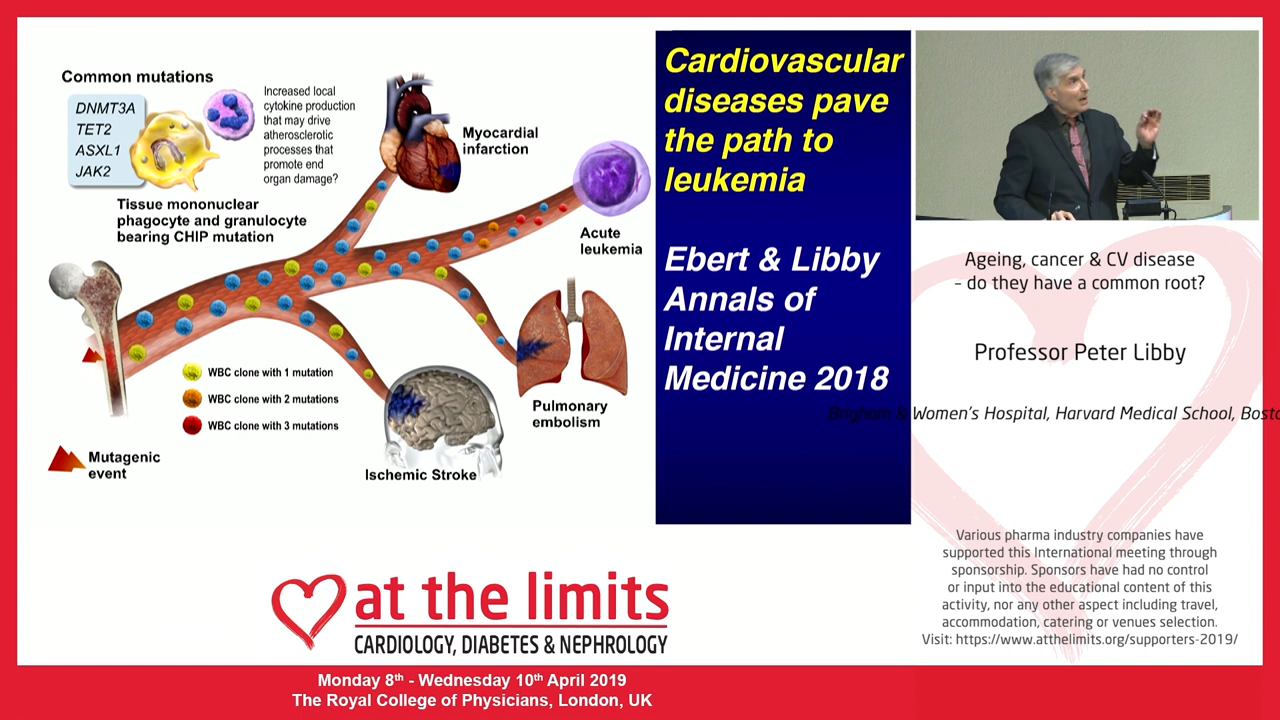 Common mutations
DNMT3A
TET2
ASXL1
JAK2
Increased local
cytokine production
that may drive
atherosclerotic
processes that
promote end
organ damage?
Tissue mononuclear
phagocyte and granulocyte
bearing CHIP mutation
Myocardial
infarction
Acute
leukemia
WBC clone with 1 mutation
WBC clone with 2 mutations
WBC clone with 3 mutations
Pulmonary
embolism
Mutagenic
event
Ischemic Stroke
Cardiovascular
diseases pave
the path to
leukemia
Ebert & Libby
Annals of
Internal
Medicine 2018
Ageing, cancer & CV disease
– do they have a common root?
Professor Peter Libby
Brigham & Women's Hospital, Harvard Medical School, Bosto
Various pharma industry companies have
supported this International meeting through
sponsorship. Sponsors have had no control
or input into the educational content of this
activity, nor any other aspect including travel,
accommodation, catering or venues selection.
Visit: https://www.atthelimits.org/supporters-2019/
at the limits
CARDIOLOGY, DIABETES & NEPHROLOGY
Monday 8th - Wednesday 10th April 2019
The Royal College of Physicians, London, UK